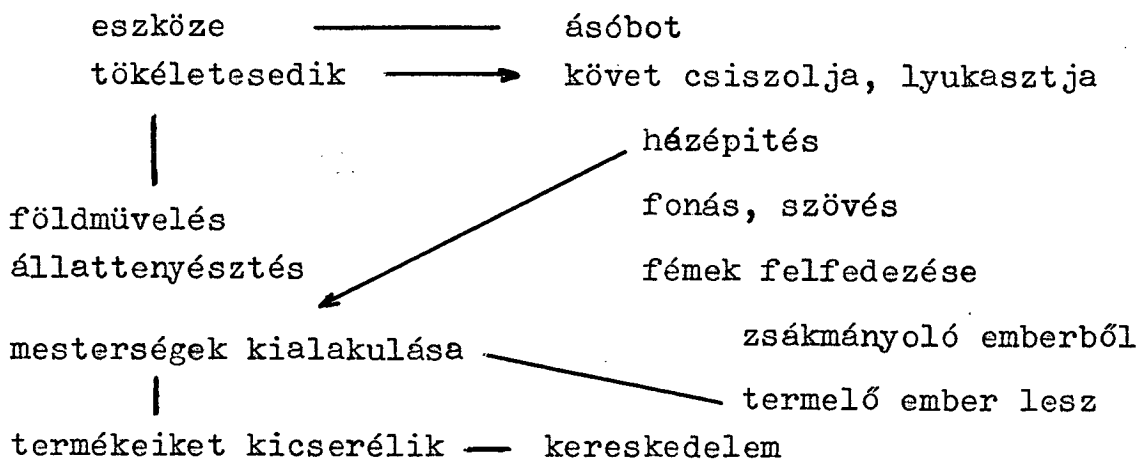 eszköze ——— ásóbot
tökéletesedik ⟶ követ csiszolja, lyukasztja
házépités
fonás, szövés
földmüvelés
állattenyésztés
fémek felfedezése
zsákmányoló emberből
mesterségek kialakulása
termelő ember lesz
termékeiket kicserélik — kereskedelem